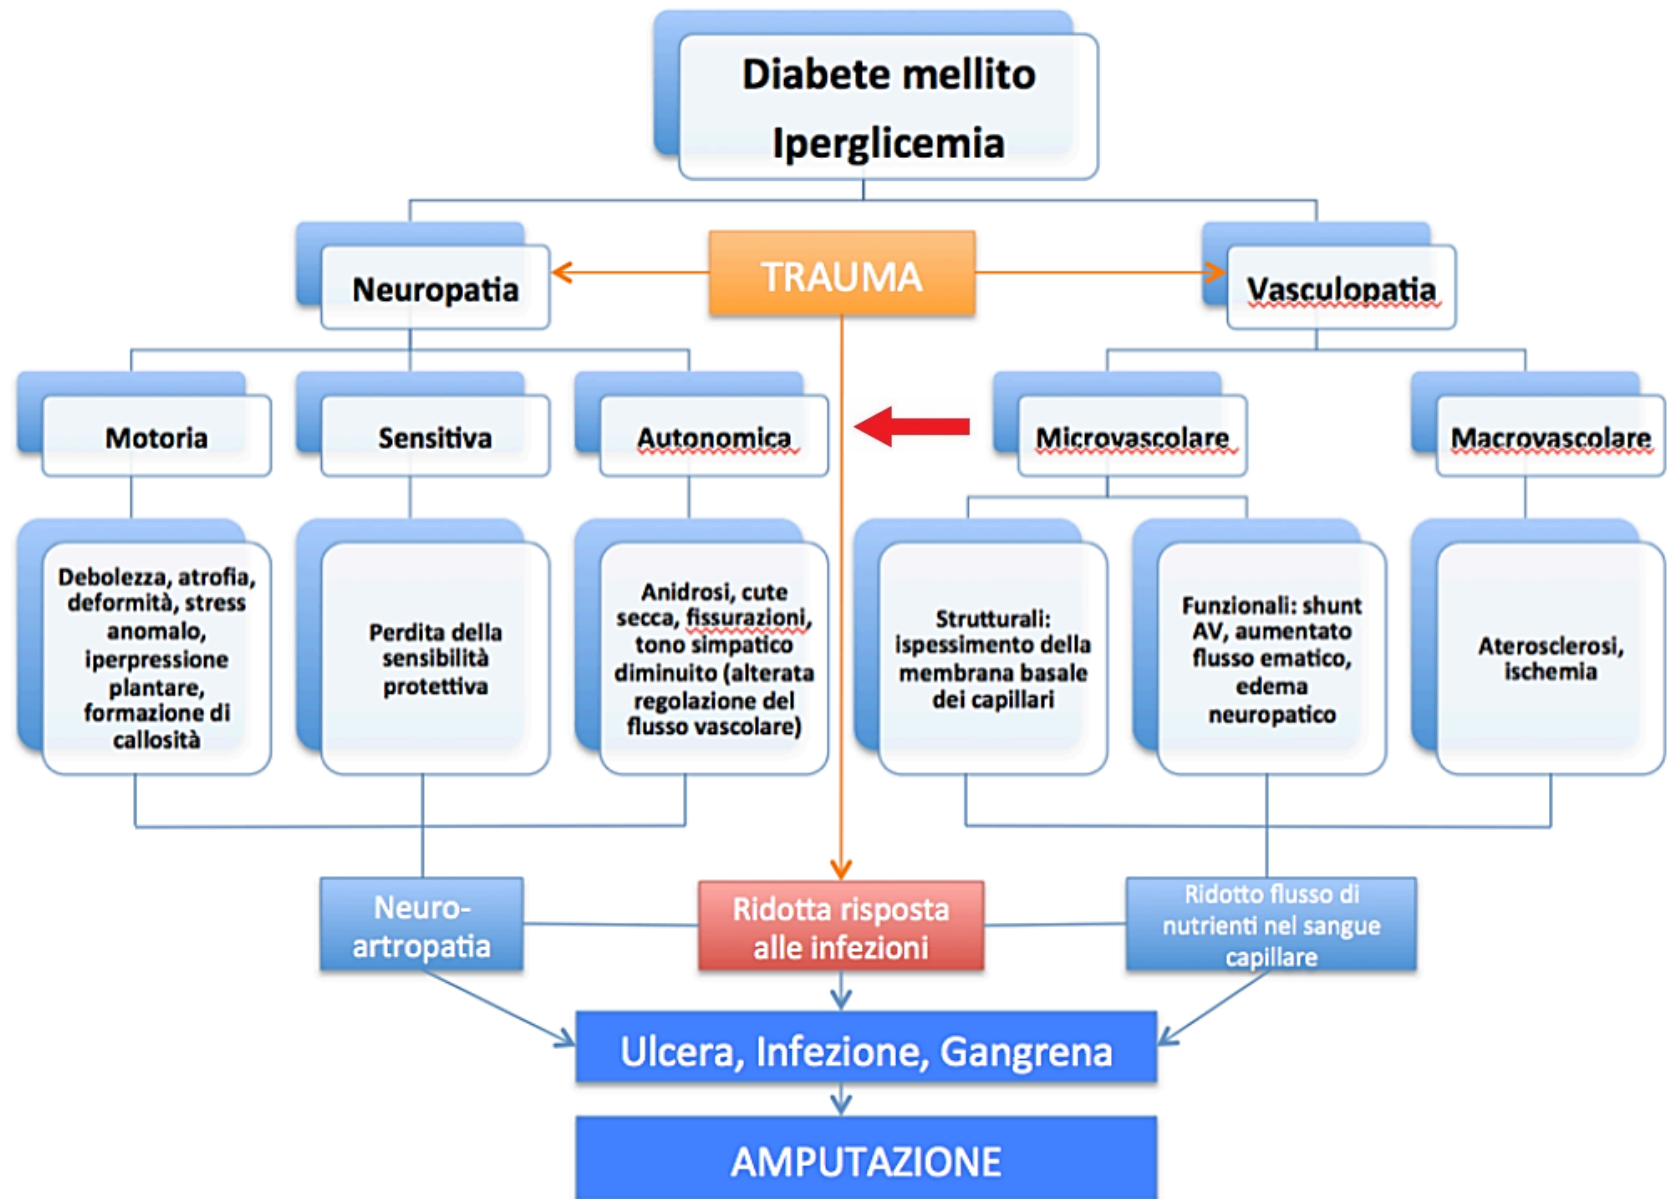 Diabete mellito
Iperglicemia
TRAUMA
Neuropatia
Vasculopatia
Motoria
Sensitiva
Autonomica
Microvascolare
Macrovascolare
Debolezza, atrofia,
deformità, stress
anomalo,
iperpressione
plantare,
formazione di
callosità
Perdita della
sensibilità
protettiva
Anidrosi, cute
secca, fissurazioni,
tono simpatico
diminuito (alterata
regolazione del
flusso vascolare)
Strutturali:
ispessimento della
membrana basale
dei capillari
Funzionali: shunt
AV, aumentato
flusso ematico,
edema
neuropatico
Aterosclerosi,
ischemia
Neuro-
artropatia
Ridotta risposta
alle infezioni
Ridotto flusso di
nutrienti nel sangue
capillare
Ulcera, Infezione, Gangrena
AMPUTAZIONE